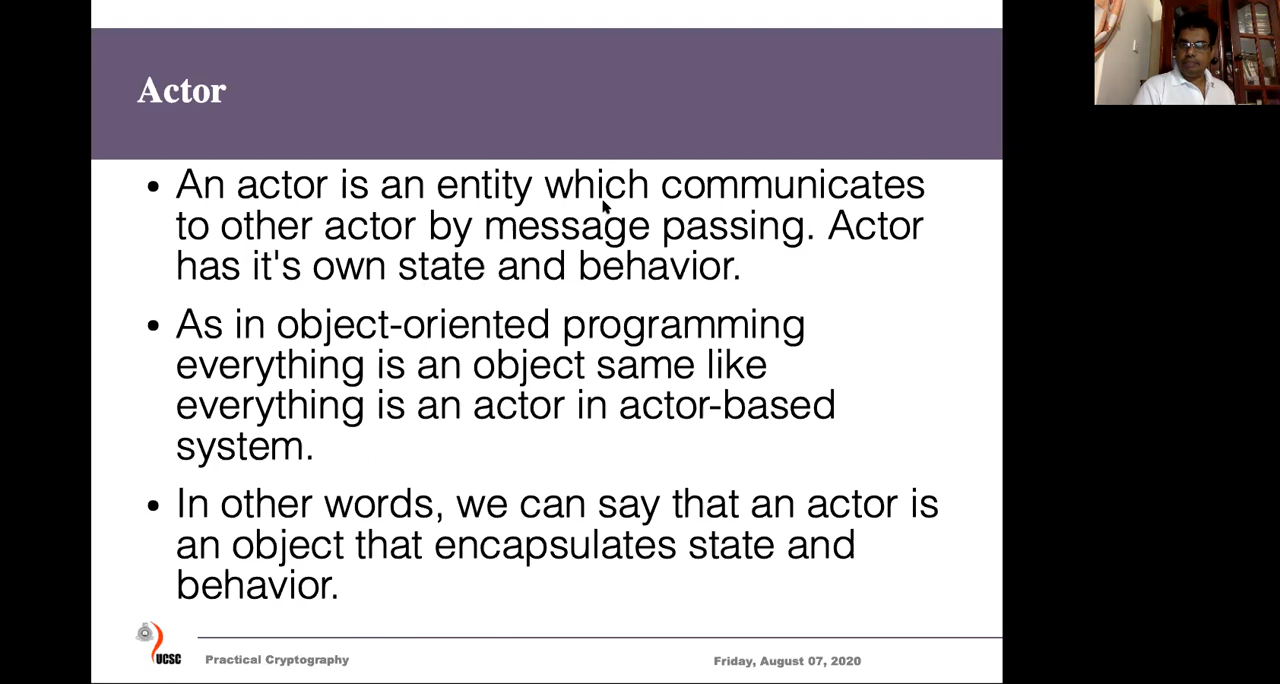 Actor
• An actor is an entity which communicates
to other actor by message passing. Actor
has it's own state and behavior.
• As in object-oriented programming
everything is an object same like
everything is an actor in actor-based
system.
• In other words, we can say that an actor is
an object that encapsulates state and
behavior.
UCSC
Practical Cryptography
Friday, August 07, 2020